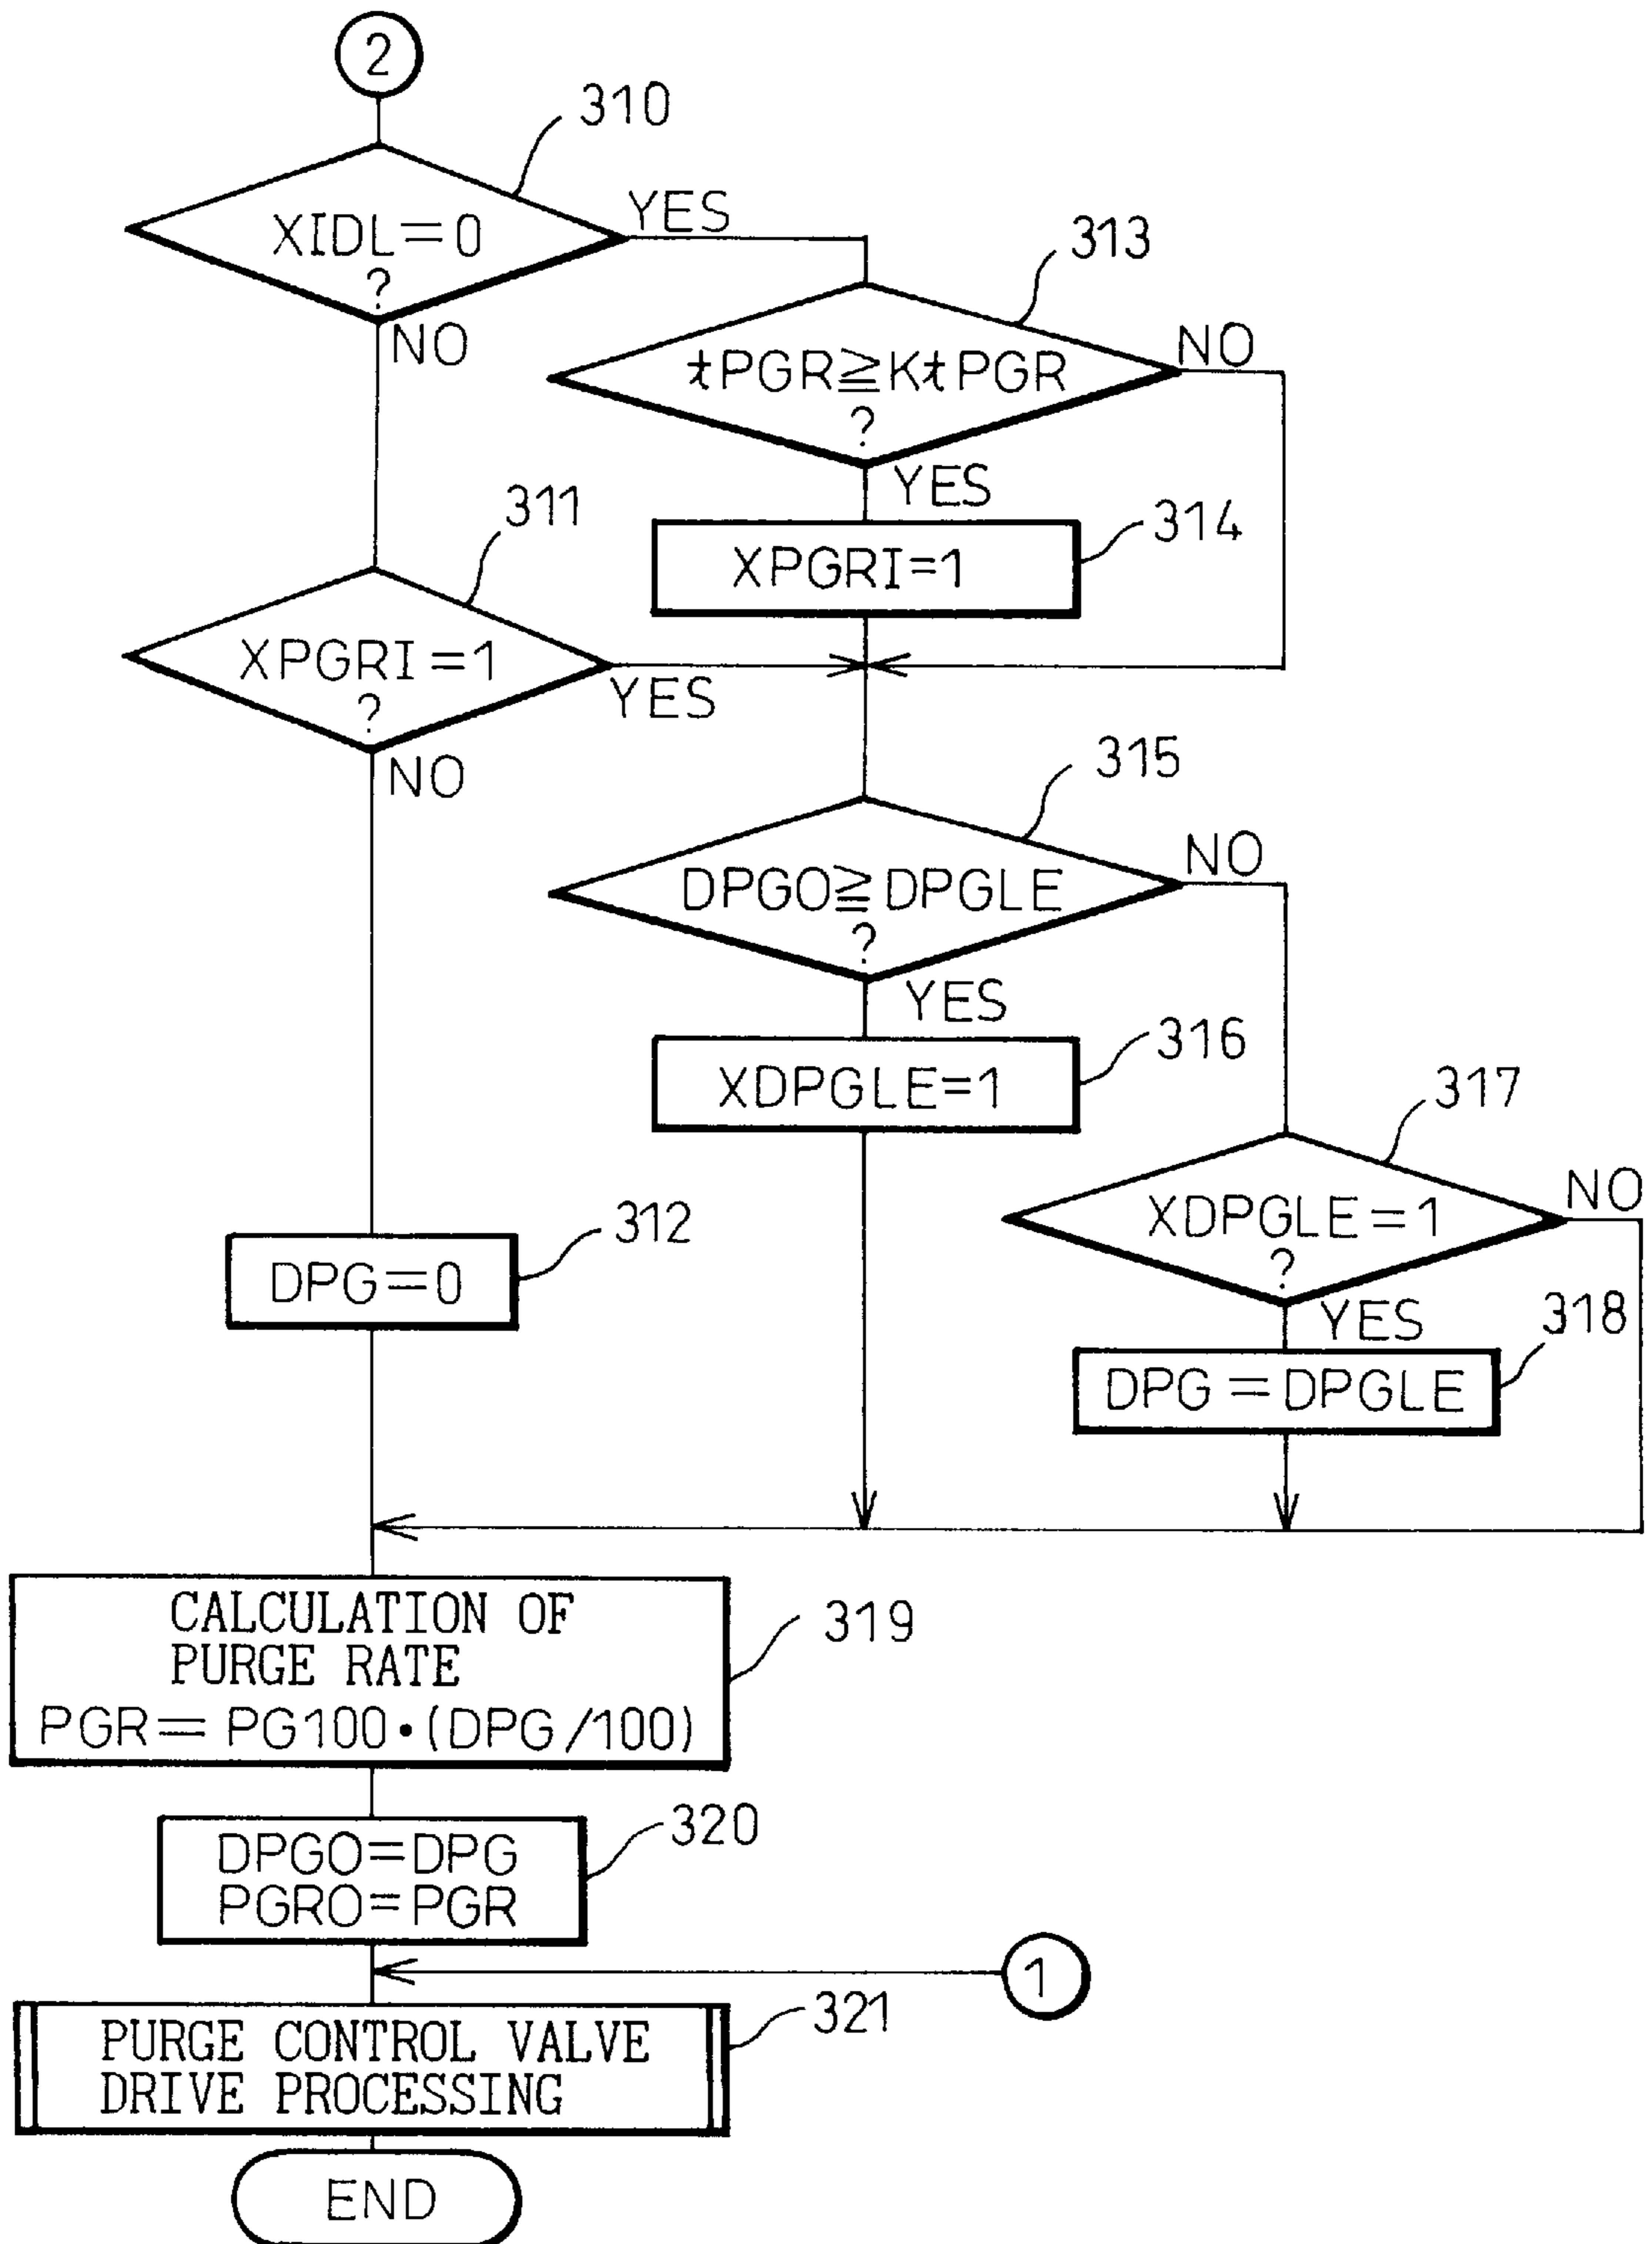 2
310
XIDL=0
?
YES
NO
313
tPGR≧KtPGR
?
NO
YES
311
314
XPGRI=1
XPGRI=1
?
YES
NO
315
DPGO≧DPGLE
?
NO
YES
316
XDPGLE=1
317
XDPGLE=1
?
NO
YES
312
DPG=0
318
DPG=DPGLE
319
CALCULATION OF
PURGE RATE
PGR=PG100•(DPG/100)
320
DPGO=DPG
PGRO=PGR
1
321
PURGE CONTROL VALVE
DRIVE PROCESSING
END